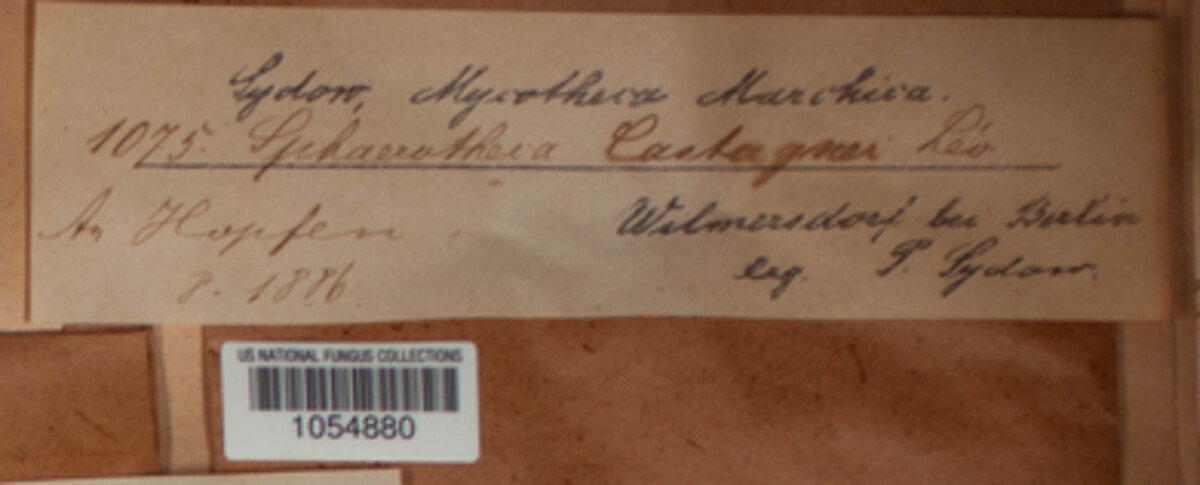 Sydow, Mycotheca Marchica.
1075. Sphaerotheca Castagnei Lév.
An Hopfen.
Wilmersdorf bei Berlin
8. 1886.
leg. P. Sydow.
US NATIONAL FUNGUS COLLECTIONS
1054880